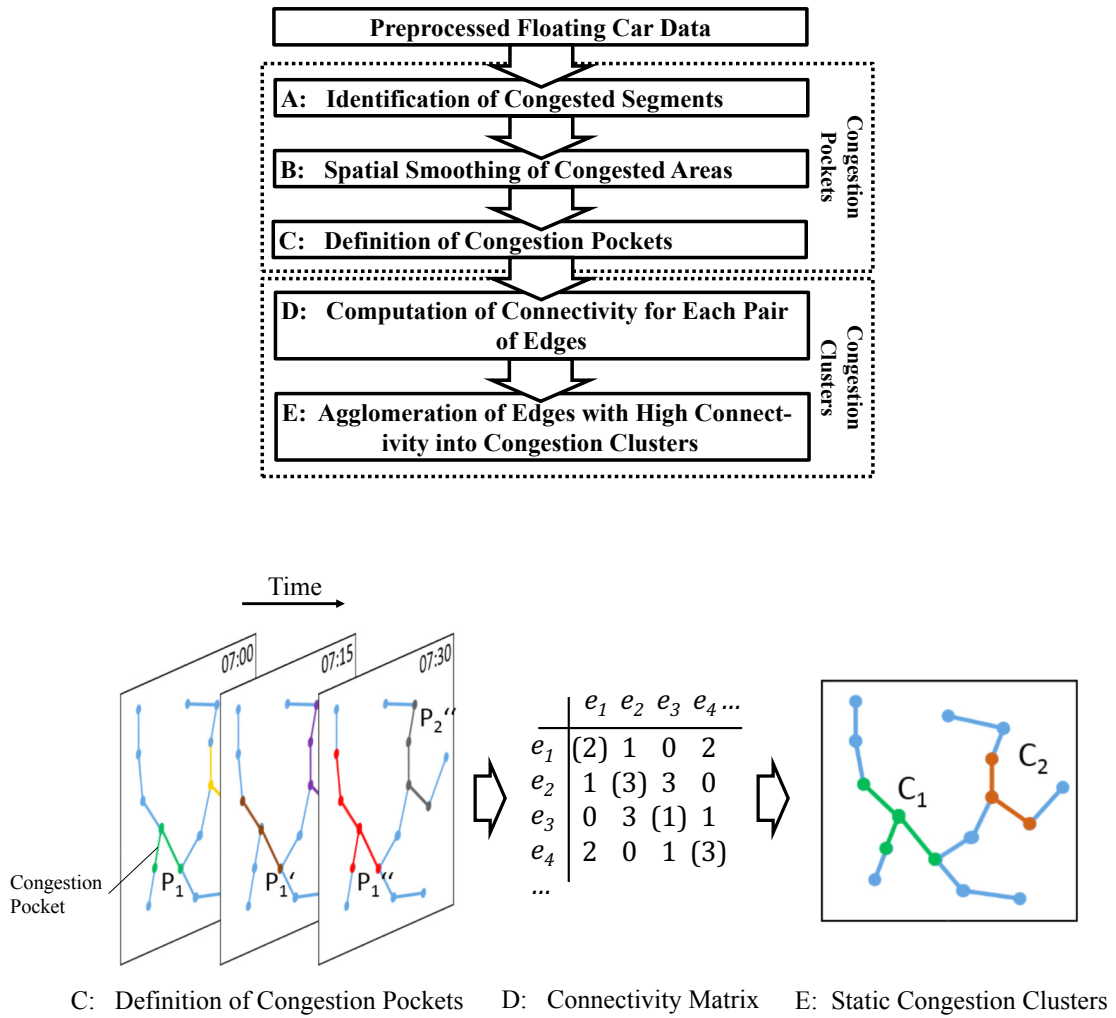 Preprocessed Floating Car Data
A: Identification of Congested Segments
B: Spatial Smoothing of Congested Areas
C: Definition of Congestion Pockets
Congestion
Pockets
D: Computation of Connectivity for Each Pair
of Edges
E: Agglomeration of Edges with High Connect-
ivity into Congestion Clusters
Congestion
Clusters
Time
07:00
07:15
07:30
P₂″
P₁
P₁′
P₁″
Congestion
Pocket
e₁ e₂ e₃ e₄ ...
e₁ (2) 1 0 2
e₂ 1 (3) 3 0
e₃ 0 3 (1) 1
e₄ 2 0 1 (3)
...
C₁
C₂
C: Definition of Congestion Pockets D: Connectivity Matrix E: Static Congestion Clusters